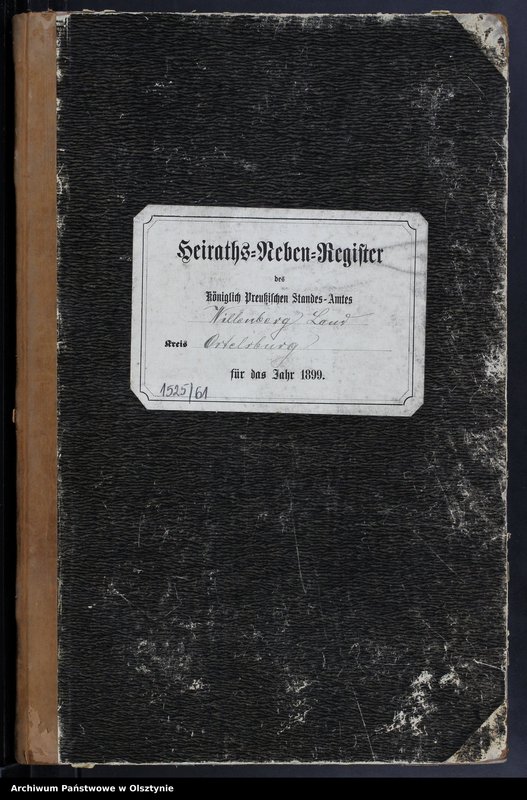 Heiraths-Neben-Register
des
Königlich Preußischen Standes-Amtes
Willenberg Land
Kreis Ortelsburg
für das Jahr 1899.
1525/61
Archiwum Państwowe w Olsztynie